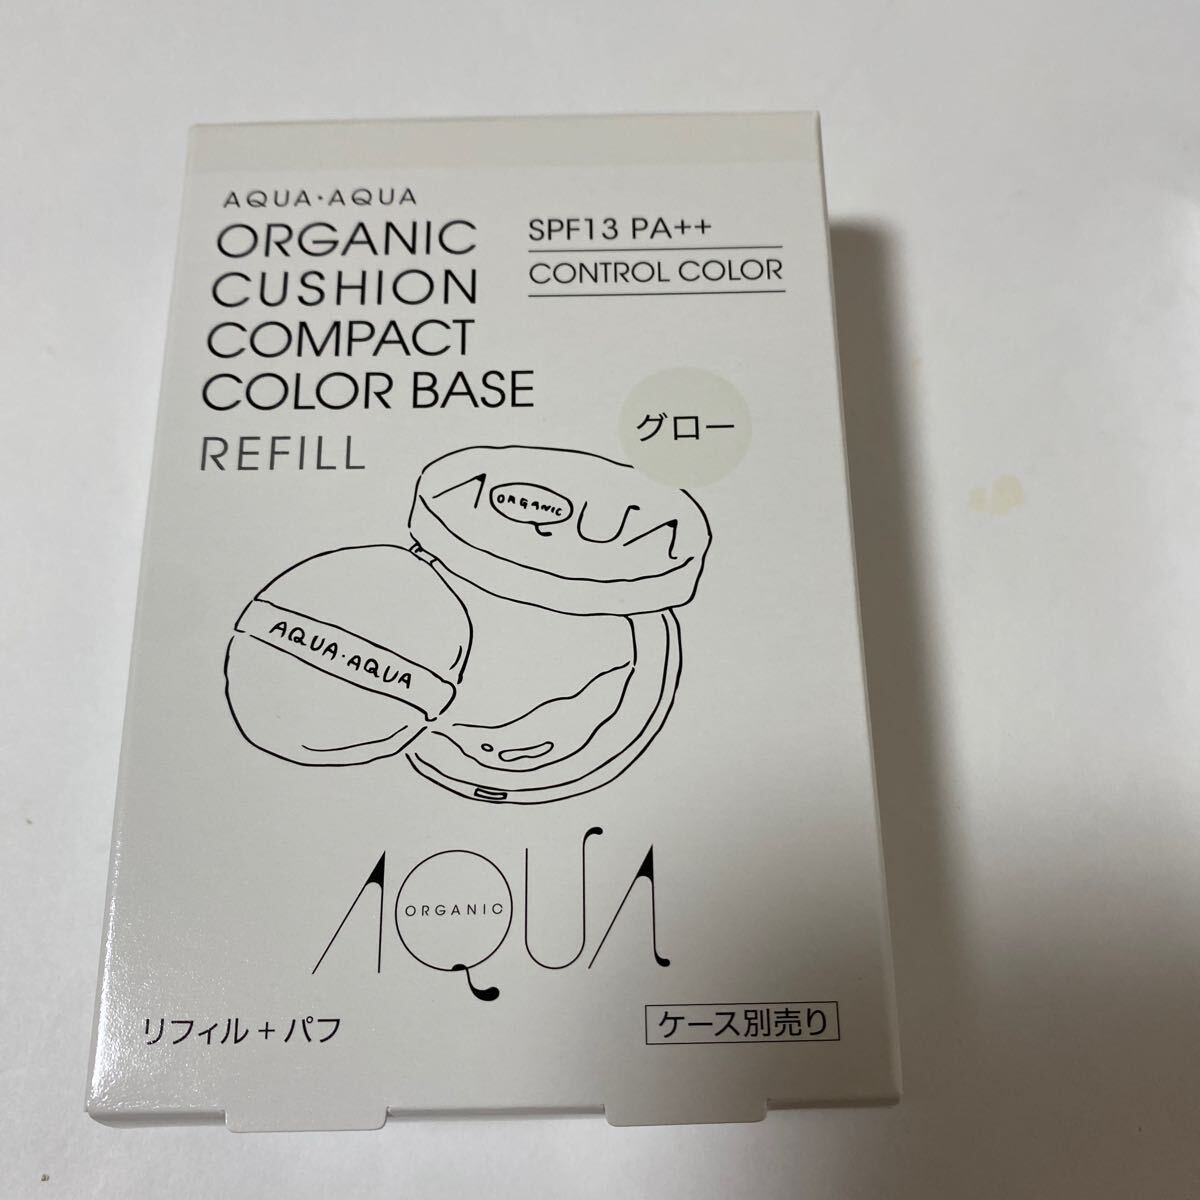 AQUA・AQUA
ORGANIC
CUSHION
COMPACT
COLOR BASE
REFILL
SPF13 PA++
CONTROL COLOR
グロー
AQUA
ORGANIC
AQUA・AQUA
AQUA
ORGANIC
リフィル + パフ
ケース別売り